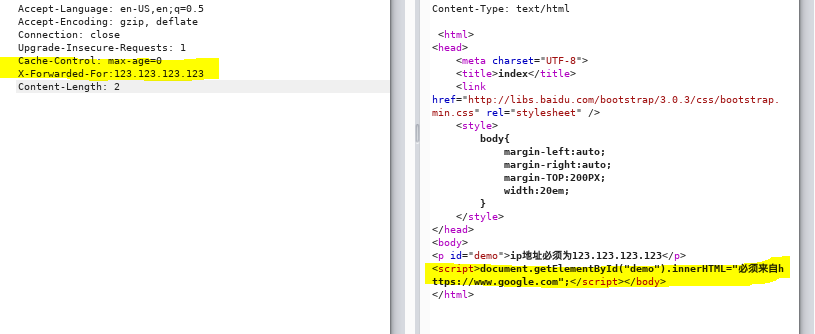 Accept-Language: en-US,en;q=0.5
Accept-Encoding: gzip, deflate
Connection: close
Upgrade-Insecure-Requests: 1
Cache-Control: max-age=0
X-Forwarded-For:123.123.123.123
Content-Length: 2
Content-Type: text/html
<html>
<head>
<meta charset="UTF-8">
<title>index</title>
<link
href="http://libs.baidu.com/bootstrap/3.0.3/css/bootstrap.
min.css" rel="stylesheet" />
<style>
body{
margin-left:auto;
margin-right:auto;
margin-TOP:200PX;
width:20em;
}
</style>
</head>
<body>
<p id="demo">ip地址必须为123.123.123.123</p>
<script>document.getElementById("demo").innerHTML="必须来自h
ttps://www.google.com";</script></body>
</html>